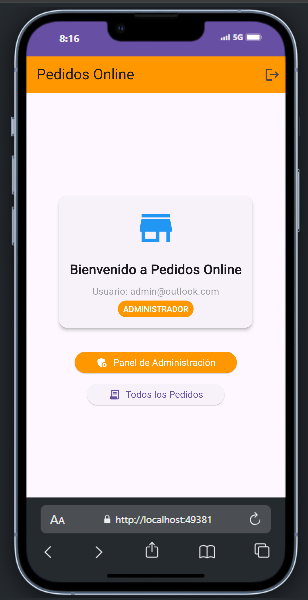 8:16
5G
Pedidos Online
Bienvenido a Pedidos Online
Usuario: admin@outlook.com
ADMINISTRADOR
Panel de Administración
Todos los Pedidos
AA
http://localhost:49381